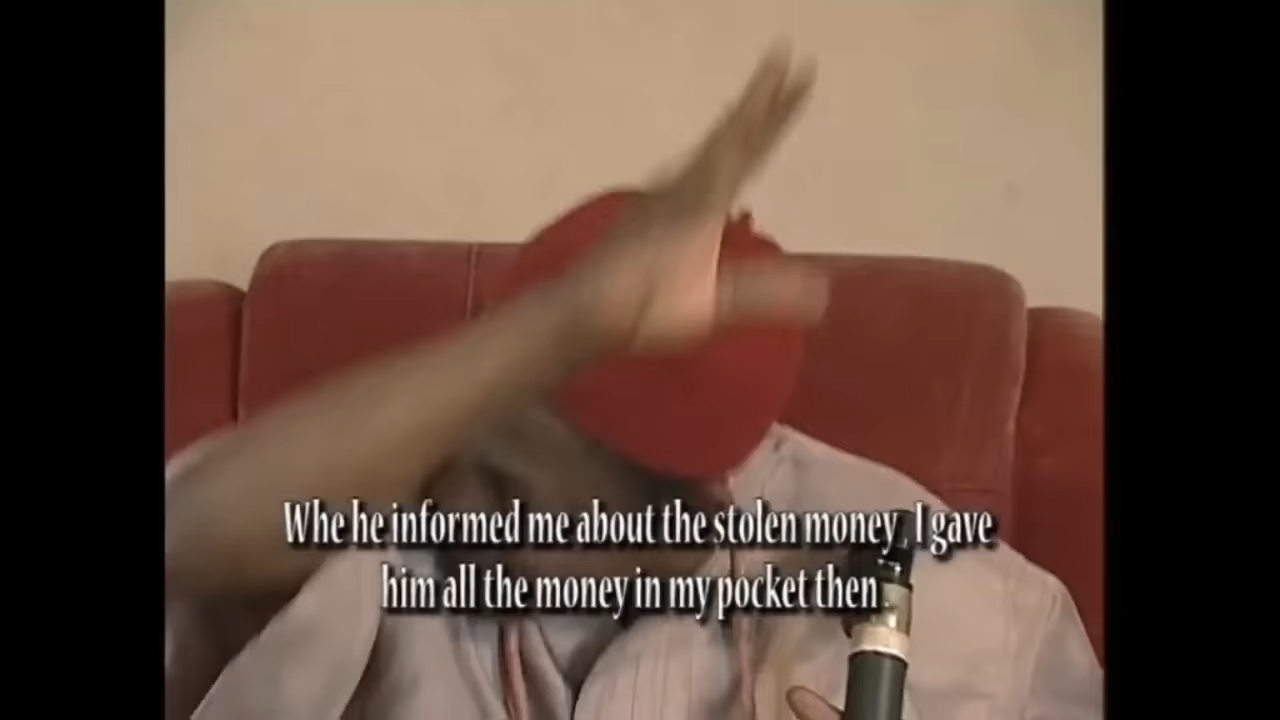 Whe he informed me about the stolen money , I gave
him all the money in my pocket then .